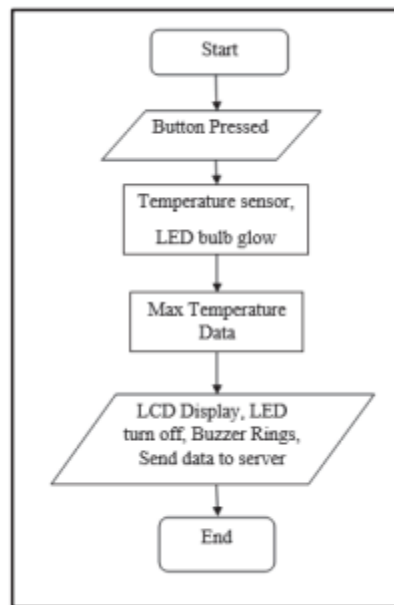 Start
Button Pressed
Temperature sensor,
LED bulb glow
Max Temperature
Data
LCD Display, LED
turn off, Buzzer Rings,
Send data to server
End